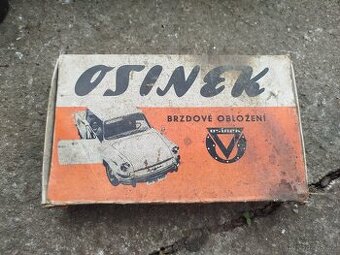 OSINEK
BRZDOVÉ OBLOŽENÍ
osinek
V